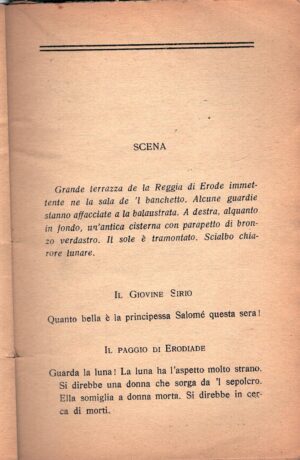 SCENA
Grande terrazza de la Reggia di Erode immet-
tente ne la sala de 'l banchetto. Alcune guardie
stanno affacciate a la balaustrata. A destra, alquanto
in fondo, un'antica cisterna con parapetto di bron-
zo verdastro. Il sole è tramontato. Scialbo chia-
rore lunare.
IL GIOVINE SIRIO
Quanto bella è la principessa Salomé questa sera!
IL PAGGIO DI ERODIADE
Guarda la luna! La luna ha l'aspetto molto strano.
Si direbbe una donna che sorga da 'l sepolcro.
Ella somiglia a donna morta. Si direbbe in cer-
ca di morti.